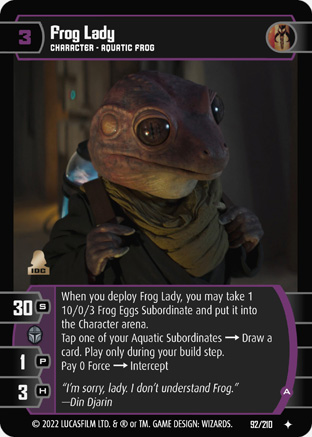 3
Frog Lady
CHARACTER - AQUATIC FROG
IDC
30 S
1 P
3 H
When you deploy Frog Lady, you may take 1
10/0/3 Frog Eggs Subordinate and put it into
the Character arena.
Tap one of your Aquatic Subordinates → Draw a
card. Play only during your build step.
Pay 0 Force → Intercept
“I’m sorry, lady. I don’t understand Frog.”
—Din Djarin
A
© 2022 LUCASFILM LTD. & ® or TM. GAME DESIGN: WIZARDS. 92/210